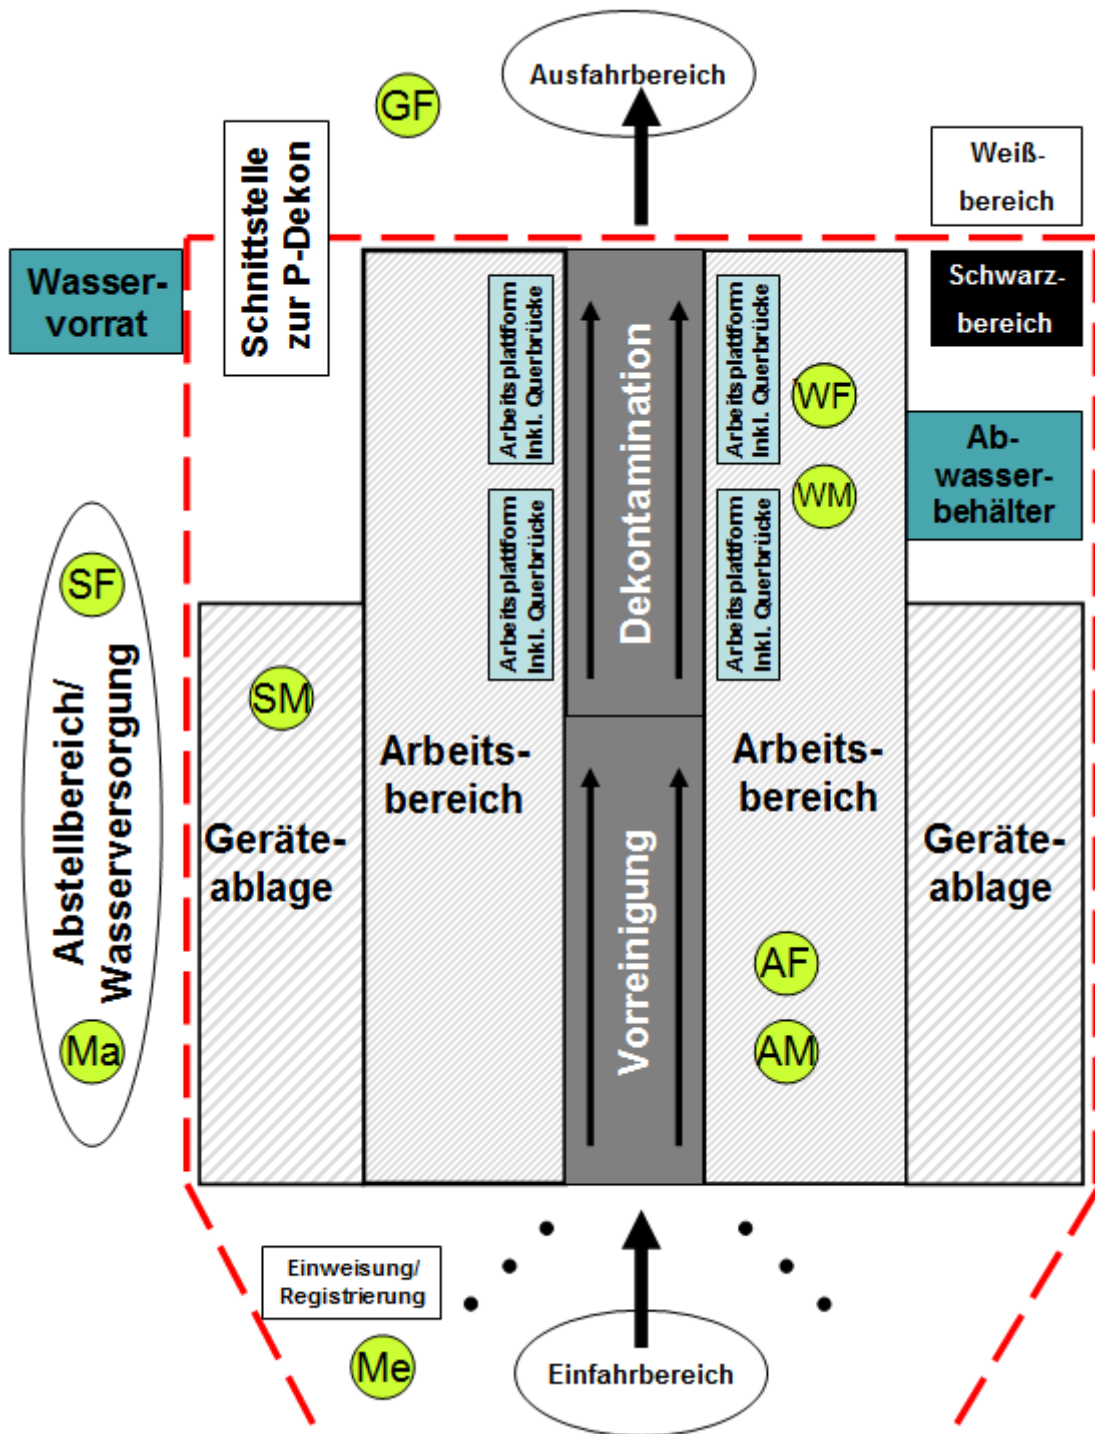 Ausfahrbereich
GF
Schnittstelle
zur P-Dekon
Weiß-
bereich
Wasser-
vorrat
Schwarz-
bereich
Arbeitsplattform
Inkl. Querbrücke
Arbeitsplattform
Inkl. Querbrücke
Dekontamination
Arbeitsplattform
Inkl. Querbrücke
Arbeitsplattform
Inkl. Querbrücke
WF
WM
Ab-
wasser-
behälter
SF
Abstellbereich/
Wasserversorgung
Ma
SM
Geräte-
ablage
Arbeits-
bereich
Vorreinigung
Arbeits-
bereich
AF
AM
Geräte-
ablage
Einweisung/
Registrierung
Me
Einfahrbereich